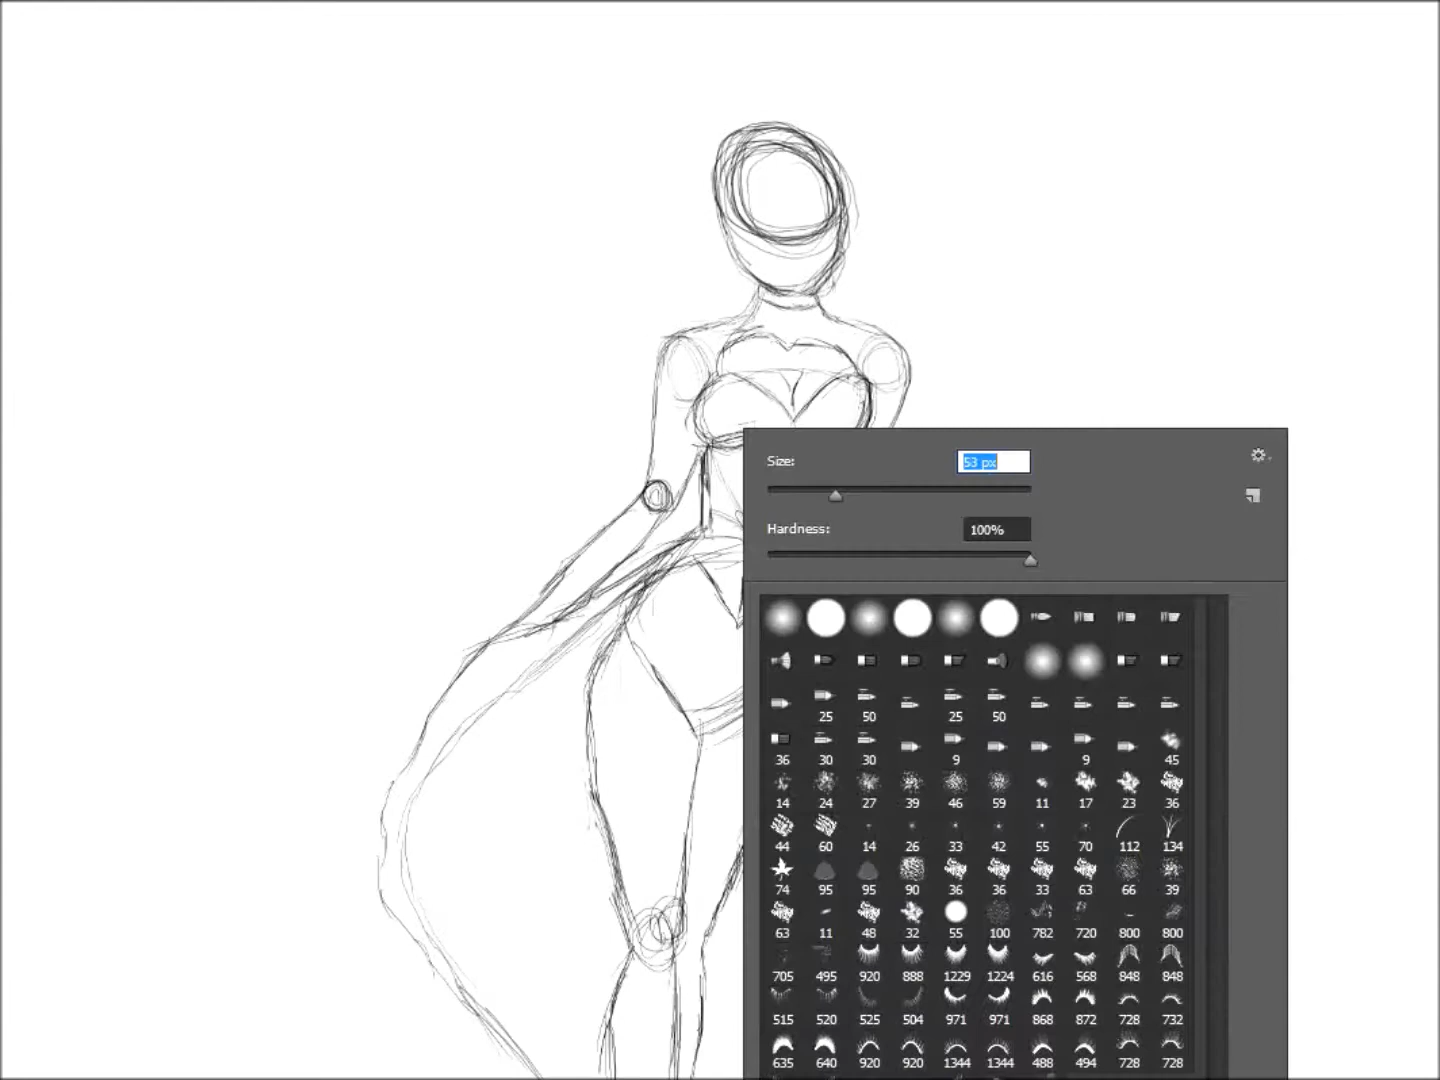 Size: 53 px
Hardness: 100%
25 50 25 50
36 30 30 9 9 45
14 24 27 39 46 59 11 17 23 36
44 60 14 26 33 42 55 70 112 134
74 95 95 90 36 36 33 63 66 39
63 11 48 32 55 100 782 720 800 800
705 495 920 888 1229 1224 616 568 848 848
515 520 525 504 971 971 868 872 728 732
635 640 920 920 1344 1344 488 494 728 728